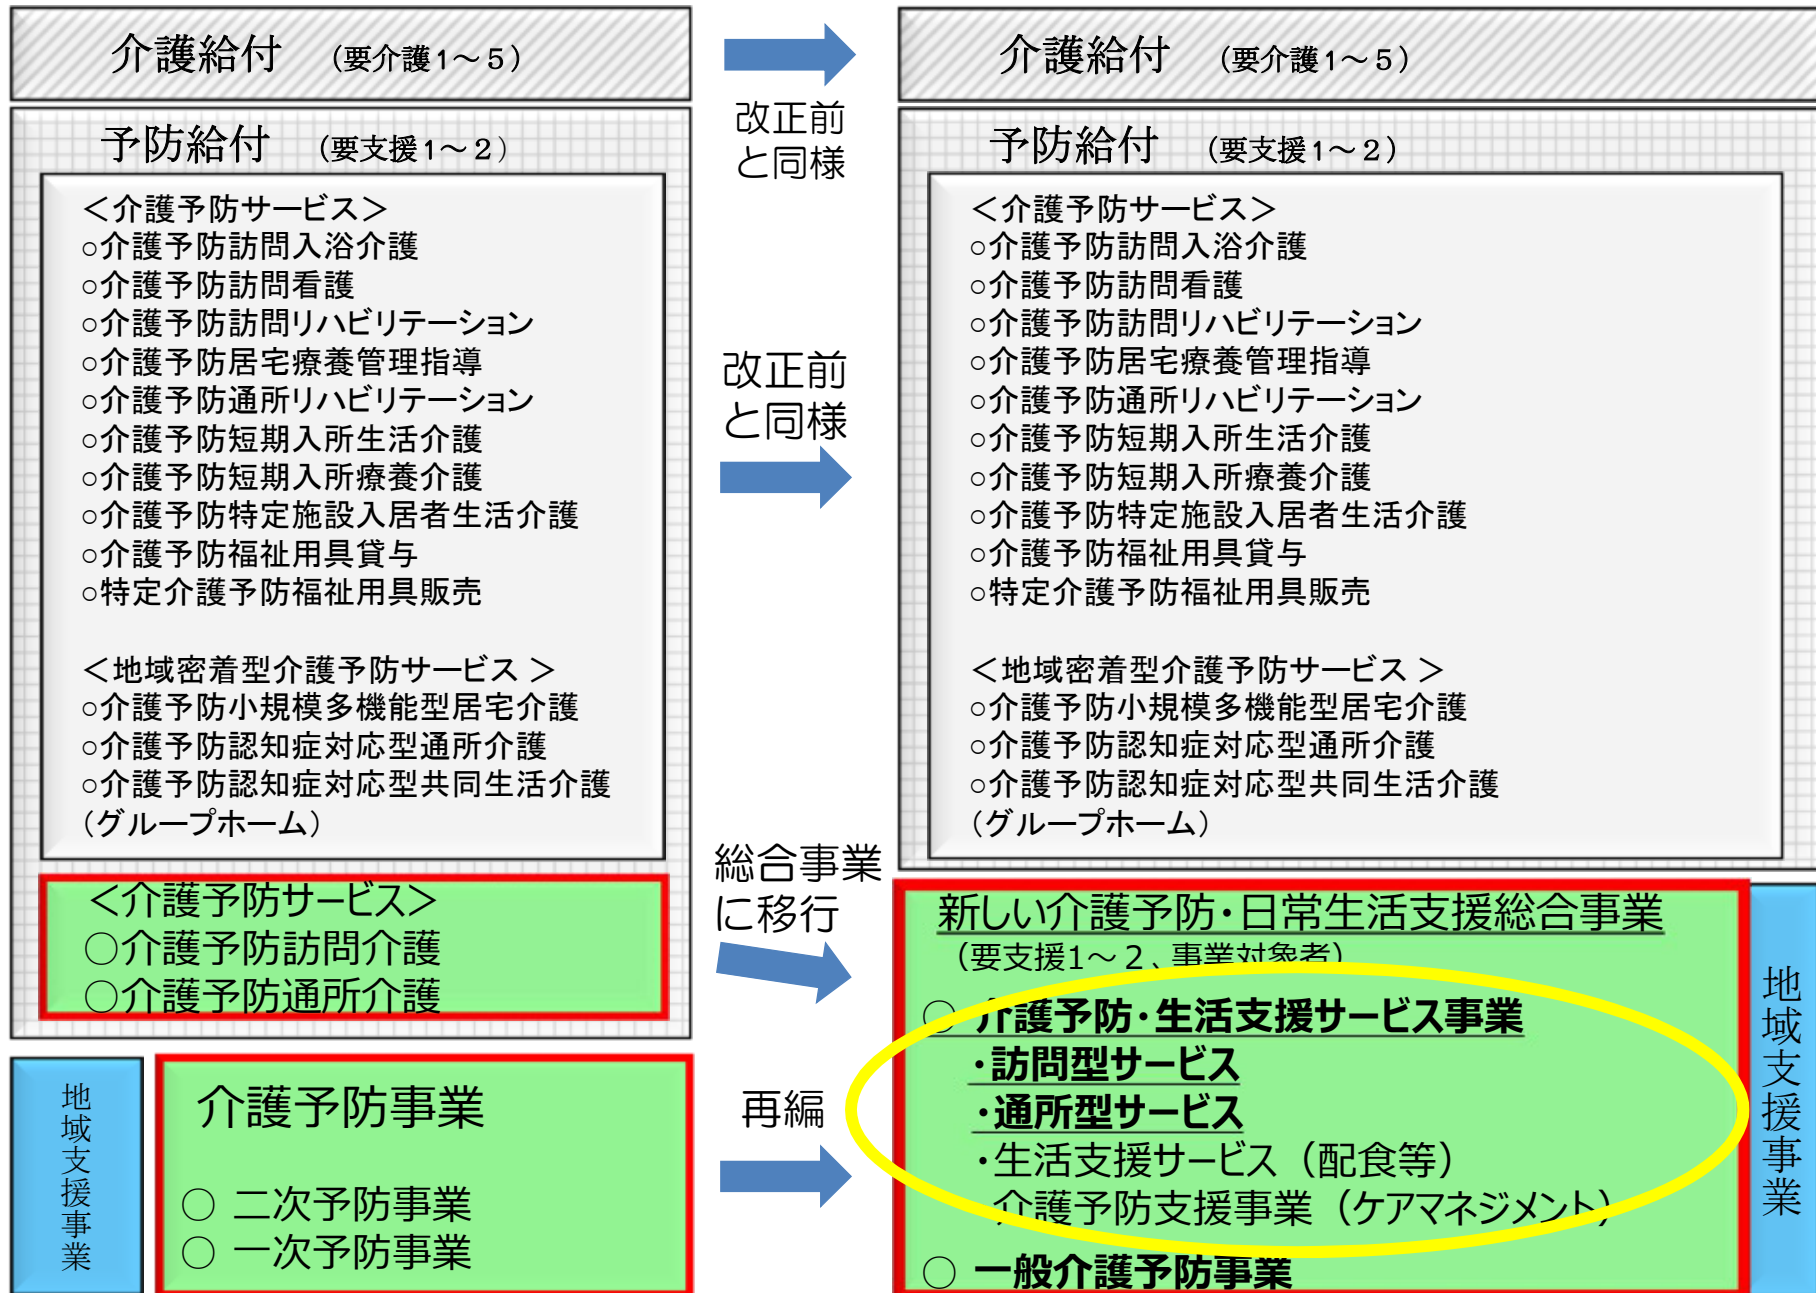 介護給付 (要介護1～5)
予防給付 (要支援1～2)
＜介護予防サービス＞
○介護予防訪問入浴介護
○介護予防訪問看護
○介護予防訪問リハビリテーション
○介護予防居宅療養管理指導
○介護予防通所リハビリテーション
○介護予防短期入所生活介護
○介護予防短期入所療養介護
○介護予防特定施設入居者生活介護
○介護予防福祉用具貸与
○特定介護予防福祉用具販売
＜地域密着型介護予防サービス＞
○介護予防小規模多機能型居宅介護
○介護予防認知症対応型通所介護
○介護予防認知症対応型共同生活介護
(グループホーム)
＜介護予防サービス＞
○介護予防訪問介護
○介護予防通所介護
地域支援事業
介護予防事業
○ 二次予防事業
○ 一次予防事業
改正前
と同様
改正前
と同様
総合事業
に移行
再編
介護給付 (要介護1～5)
予防給付 (要支援1～2)
＜介護予防サービス＞
○介護予防訪問入浴介護
○介護予防訪問看護
○介護予防訪問リハビリテーション
○介護予防居宅療養管理指導
○介護予防通所リハビリテーション
○介護予防短期入所生活介護
○介護予防短期入所療養介護
○介護予防特定施設入居者生活介護
○介護予防福祉用具貸与
○特定介護予防福祉用具販売
＜地域密着型介護予防サービス＞
○介護予防小規模多機能型居宅介護
○介護予防認知症対応型通所介護
○介護予防認知症対応型共同生活介護
(グループホーム)
新しい介護予防・日常生活支援総合事業
（要支援1～2、事業対象者）
○ 介護予防・生活支援サービス事業
・訪問型サービス
・通所型サービス
・生活支援サービス（配食等）
・介護予防支援事業（ケアマネジメント）
○ 一般介護予防事業
地域支援事業